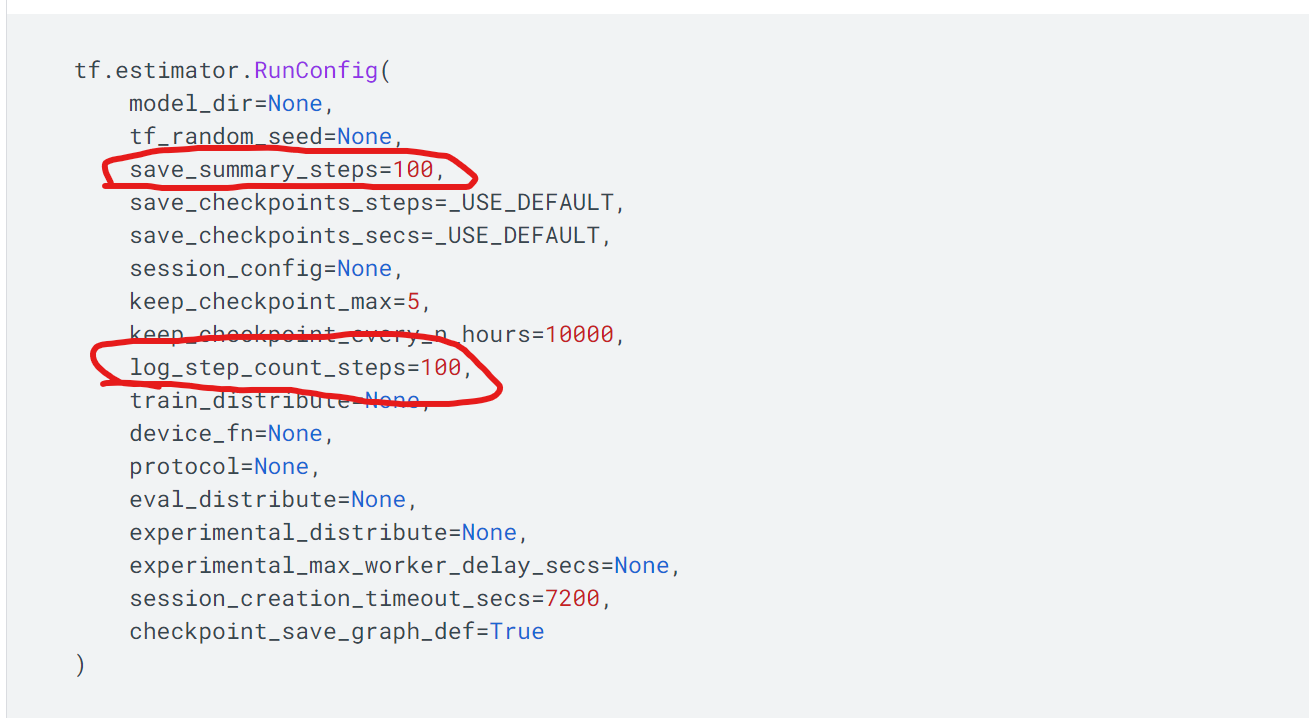 tf.estimator.RunConfig(
model_dir=None,
tf_random_seed=None,
save_summary_steps=100,
save_checkpoints_steps=_USE_DEFAULT,
save_checkpoints_secs=_USE_DEFAULT,
session_config=None,
keep_checkpoint_max=5,
keep_checkpoint_every_n_hours=10000,
log_step_count_steps=100,
train_distribute=None,
device_fn=None,
protocol=None,
eval_distribute=None,
experimental_distribute=None,
experimental_max_worker_delay_secs=None,
session_creation_timeout_secs=7200,
checkpoint_save_graph_def=True
)